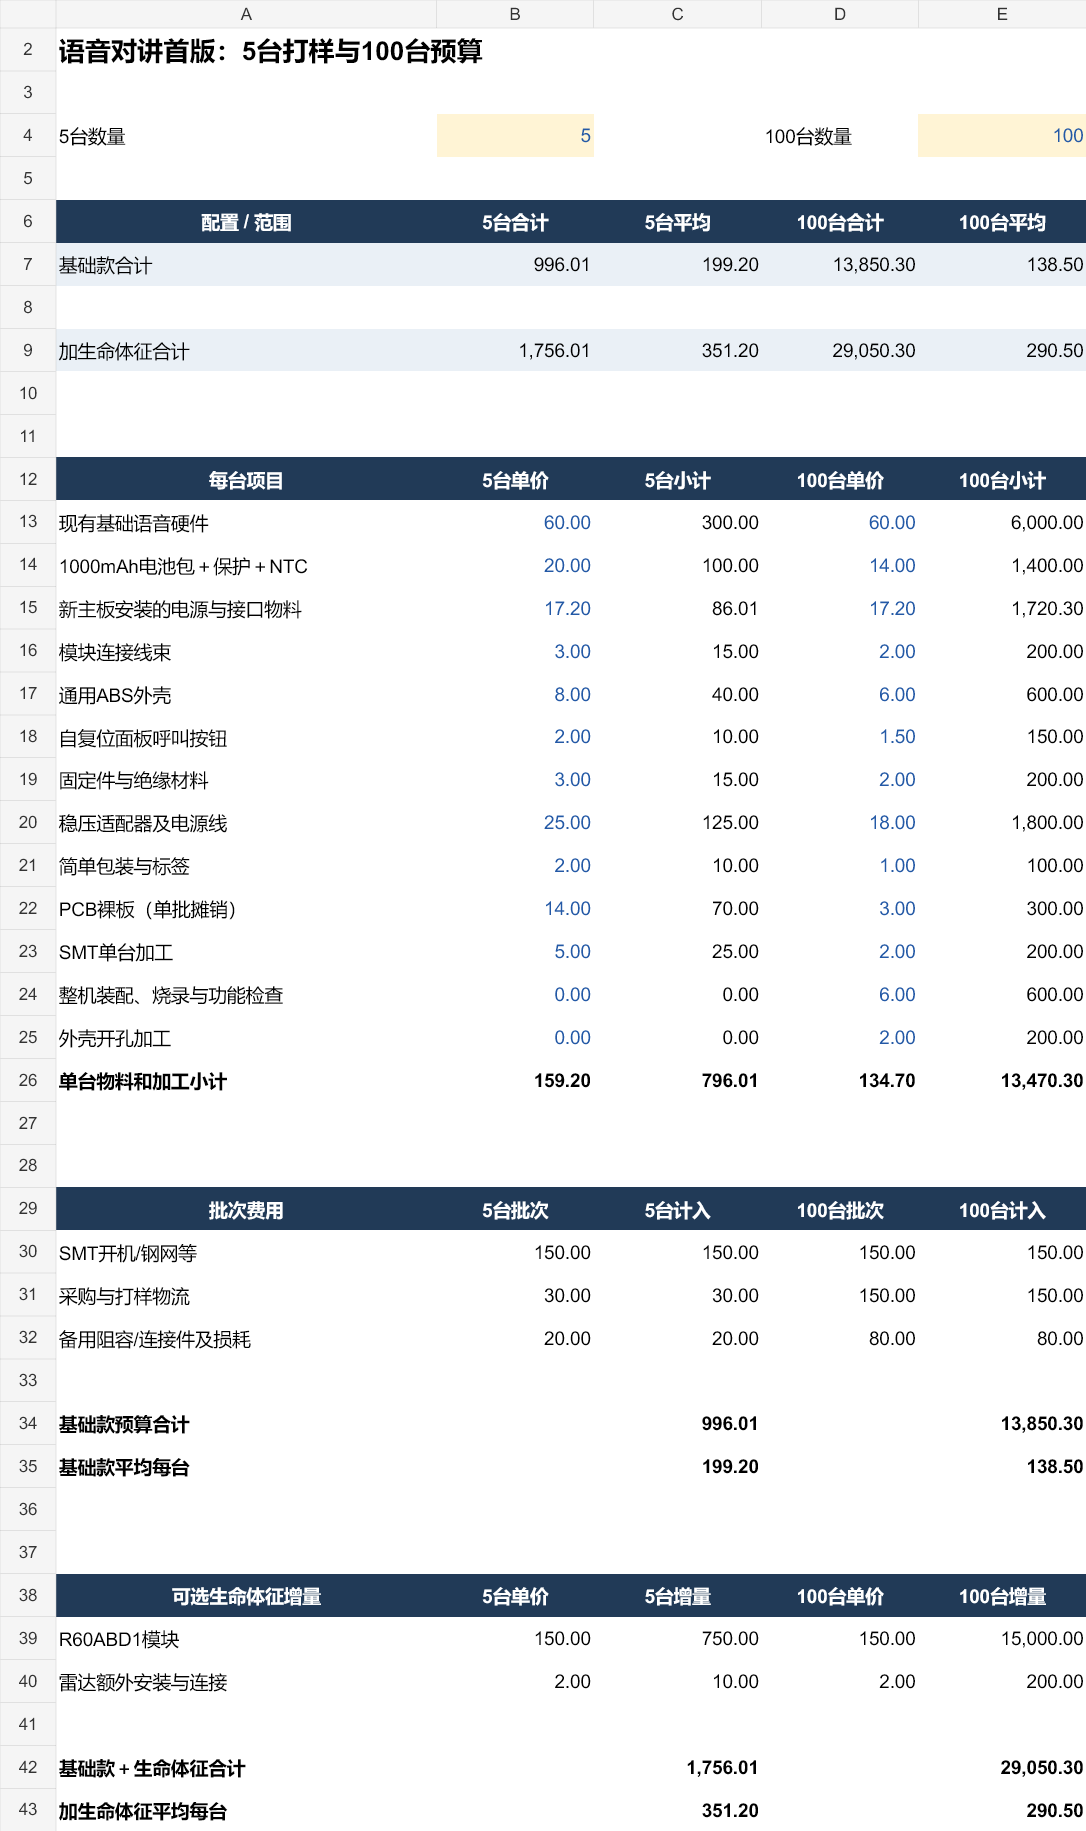 A B C D E
2 语音对讲首版：5台打样与100台预算
3
4 5台数量 5 100台数量 100
5
6 配置 / 范围 5台合计 5台平均 100台合计 100台平均
7 基础款合计 996.01 199.20 13,850.30 138.50
8
9 加生命体征合计 1,756.01 351.20 29,050.30 290.50
10
11
12 每台项目 5台单价 5台小计 100台单价 100台小计
13 现有基础语音硬件 60.00 300.00 60.00 6,000.00
14 1000mAh电池包＋保护＋NTC 20.00 100.00 14.00 1,400.00
15 新主板安装的电源与接口物料 17.20 86.01 17.20 1,720.30
16 模块连接线束 3.00 15.00 2.00 200.00
17 通用ABS外壳 8.00 40.00 6.00 600.00
18 自复位面板呼叫按钮 2.00 10.00 1.50 150.00
19 固定件与绝缘材料 3.00 15.00 2.00 200.00
20 稳压适配器及电源线 25.00 125.00 18.00 1,800.00
21 简单包装与标签 2.00 10.00 1.00 100.00
22 PCB裸板（单批摊销） 14.00 70.00 3.00 300.00
23 SMT单台加工 5.00 25.00 2.00 200.00
24 整机装配、烧录与功能检查 0.00 0.00 6.00 600.00
25 外壳开孔加工 0.00 0.00 2.00 200.00
26 单台物料和加工小计 159.20 796.01 134.70 13,470.30
27
28
29 批次费用 5台批次 5台计入 100台批次 100台计入
30 SMT开机/钢网等 150.00 150.00 150.00 150.00
31 采购与打样物流 30.00 30.00 150.00 150.00
32 备用阻容/连接件及损耗 20.00 20.00 80.00 80.00
33
34 基础款预算合计 996.01 13,850.30
35 基础款平均每台 199.20 138.50
36
37
38 可选生命体征增量 5台单价 5台增量 100台单价 100台增量
39 R60ABD1模块 150.00 750.00 150.00 15,000.00
40 雷达额外安装与连接 2.00 10.00 2.00 200.00
41
42 基础款＋生命体征合计 1,756.01 29,050.30
43 加生命体征平均每台 351.20 290.50